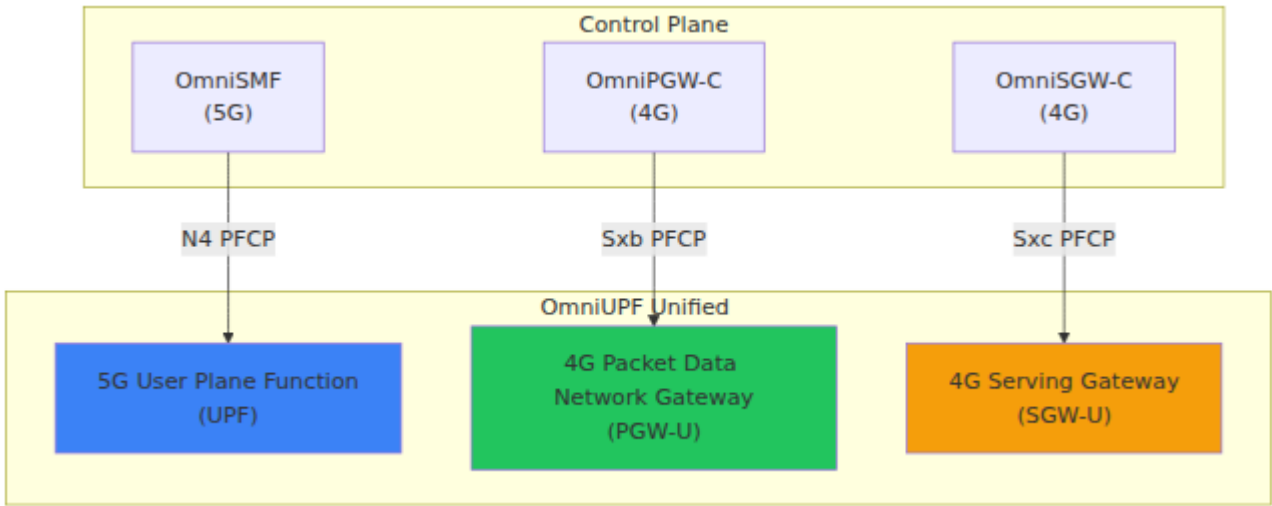 Control Plane
OmniSMF
(5G)
OmniPGW-C
(4G)
OmniSGW-C
(4G)
N4 PFCP
Sxb PFCP
Sxc PFCP
OmniUPF Unified
5G User Plane Function
(UPF)
4G Packet Data
Network Gateway
(PGW-U)
4G Serving Gateway
(SGW-U)